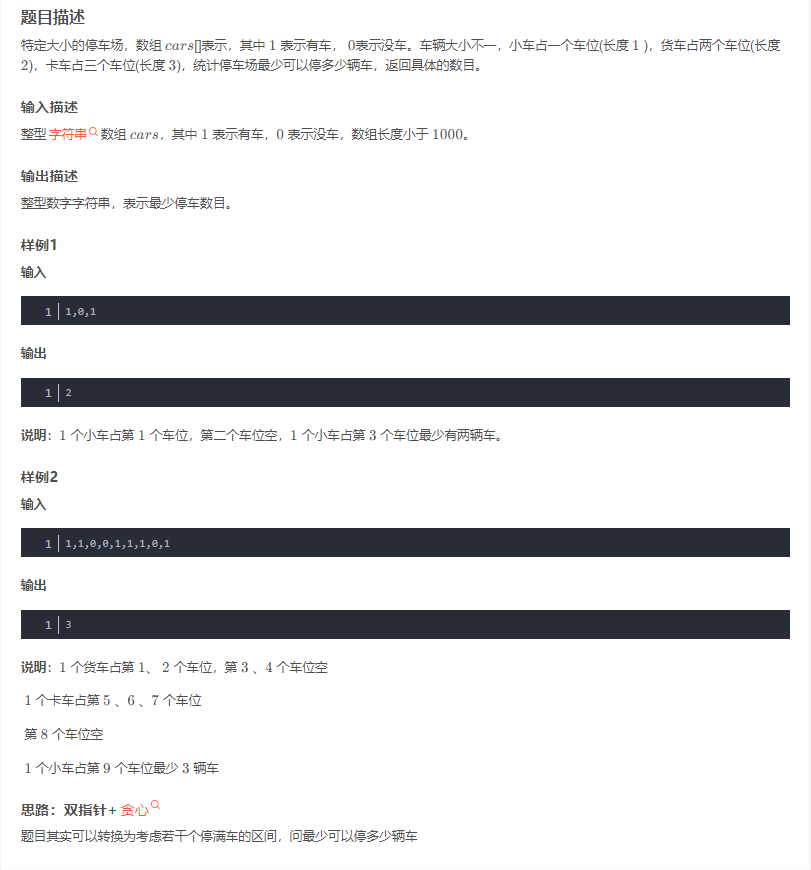 题目描述
特定大小的停车场，数组 cars[]表示，其中 1 表示有车， 0表示没车。车辆大小不一，小车占一个车位(长度 1 )，货车占两个车位(长度
2)，卡车占三个车位(长度 3)，统计停车场最少可以停多少辆车，返回具体的数目。
输入描述
整型字符串数组 cars，其中 1 表示有车，0 表示没车，数组长度小于 1000。
输出描述
整型数字字符串，表示最少停车数目。
样例1
输入
1 1,0,1
输出
1 2
说明：1 个小车占第 1 个车位，第二个车位空，1 个小车占第 3 个车位最少有两辆车。
样例2
输入
1 1,1,0,0,1,1,1,0,1
输出
1 3
说明：1 个货车占第 1、 2 个车位，第 3 、4 个车位空
1 个卡车占第 5 、6 、7 个车位
第 8 个车位空
1 个小车占第 9 个车位最少 3 辆车
思路：双指针+ 贪心
题目其实可以转换为考虑若干个停满车的区间，问最少可以停多少辆车